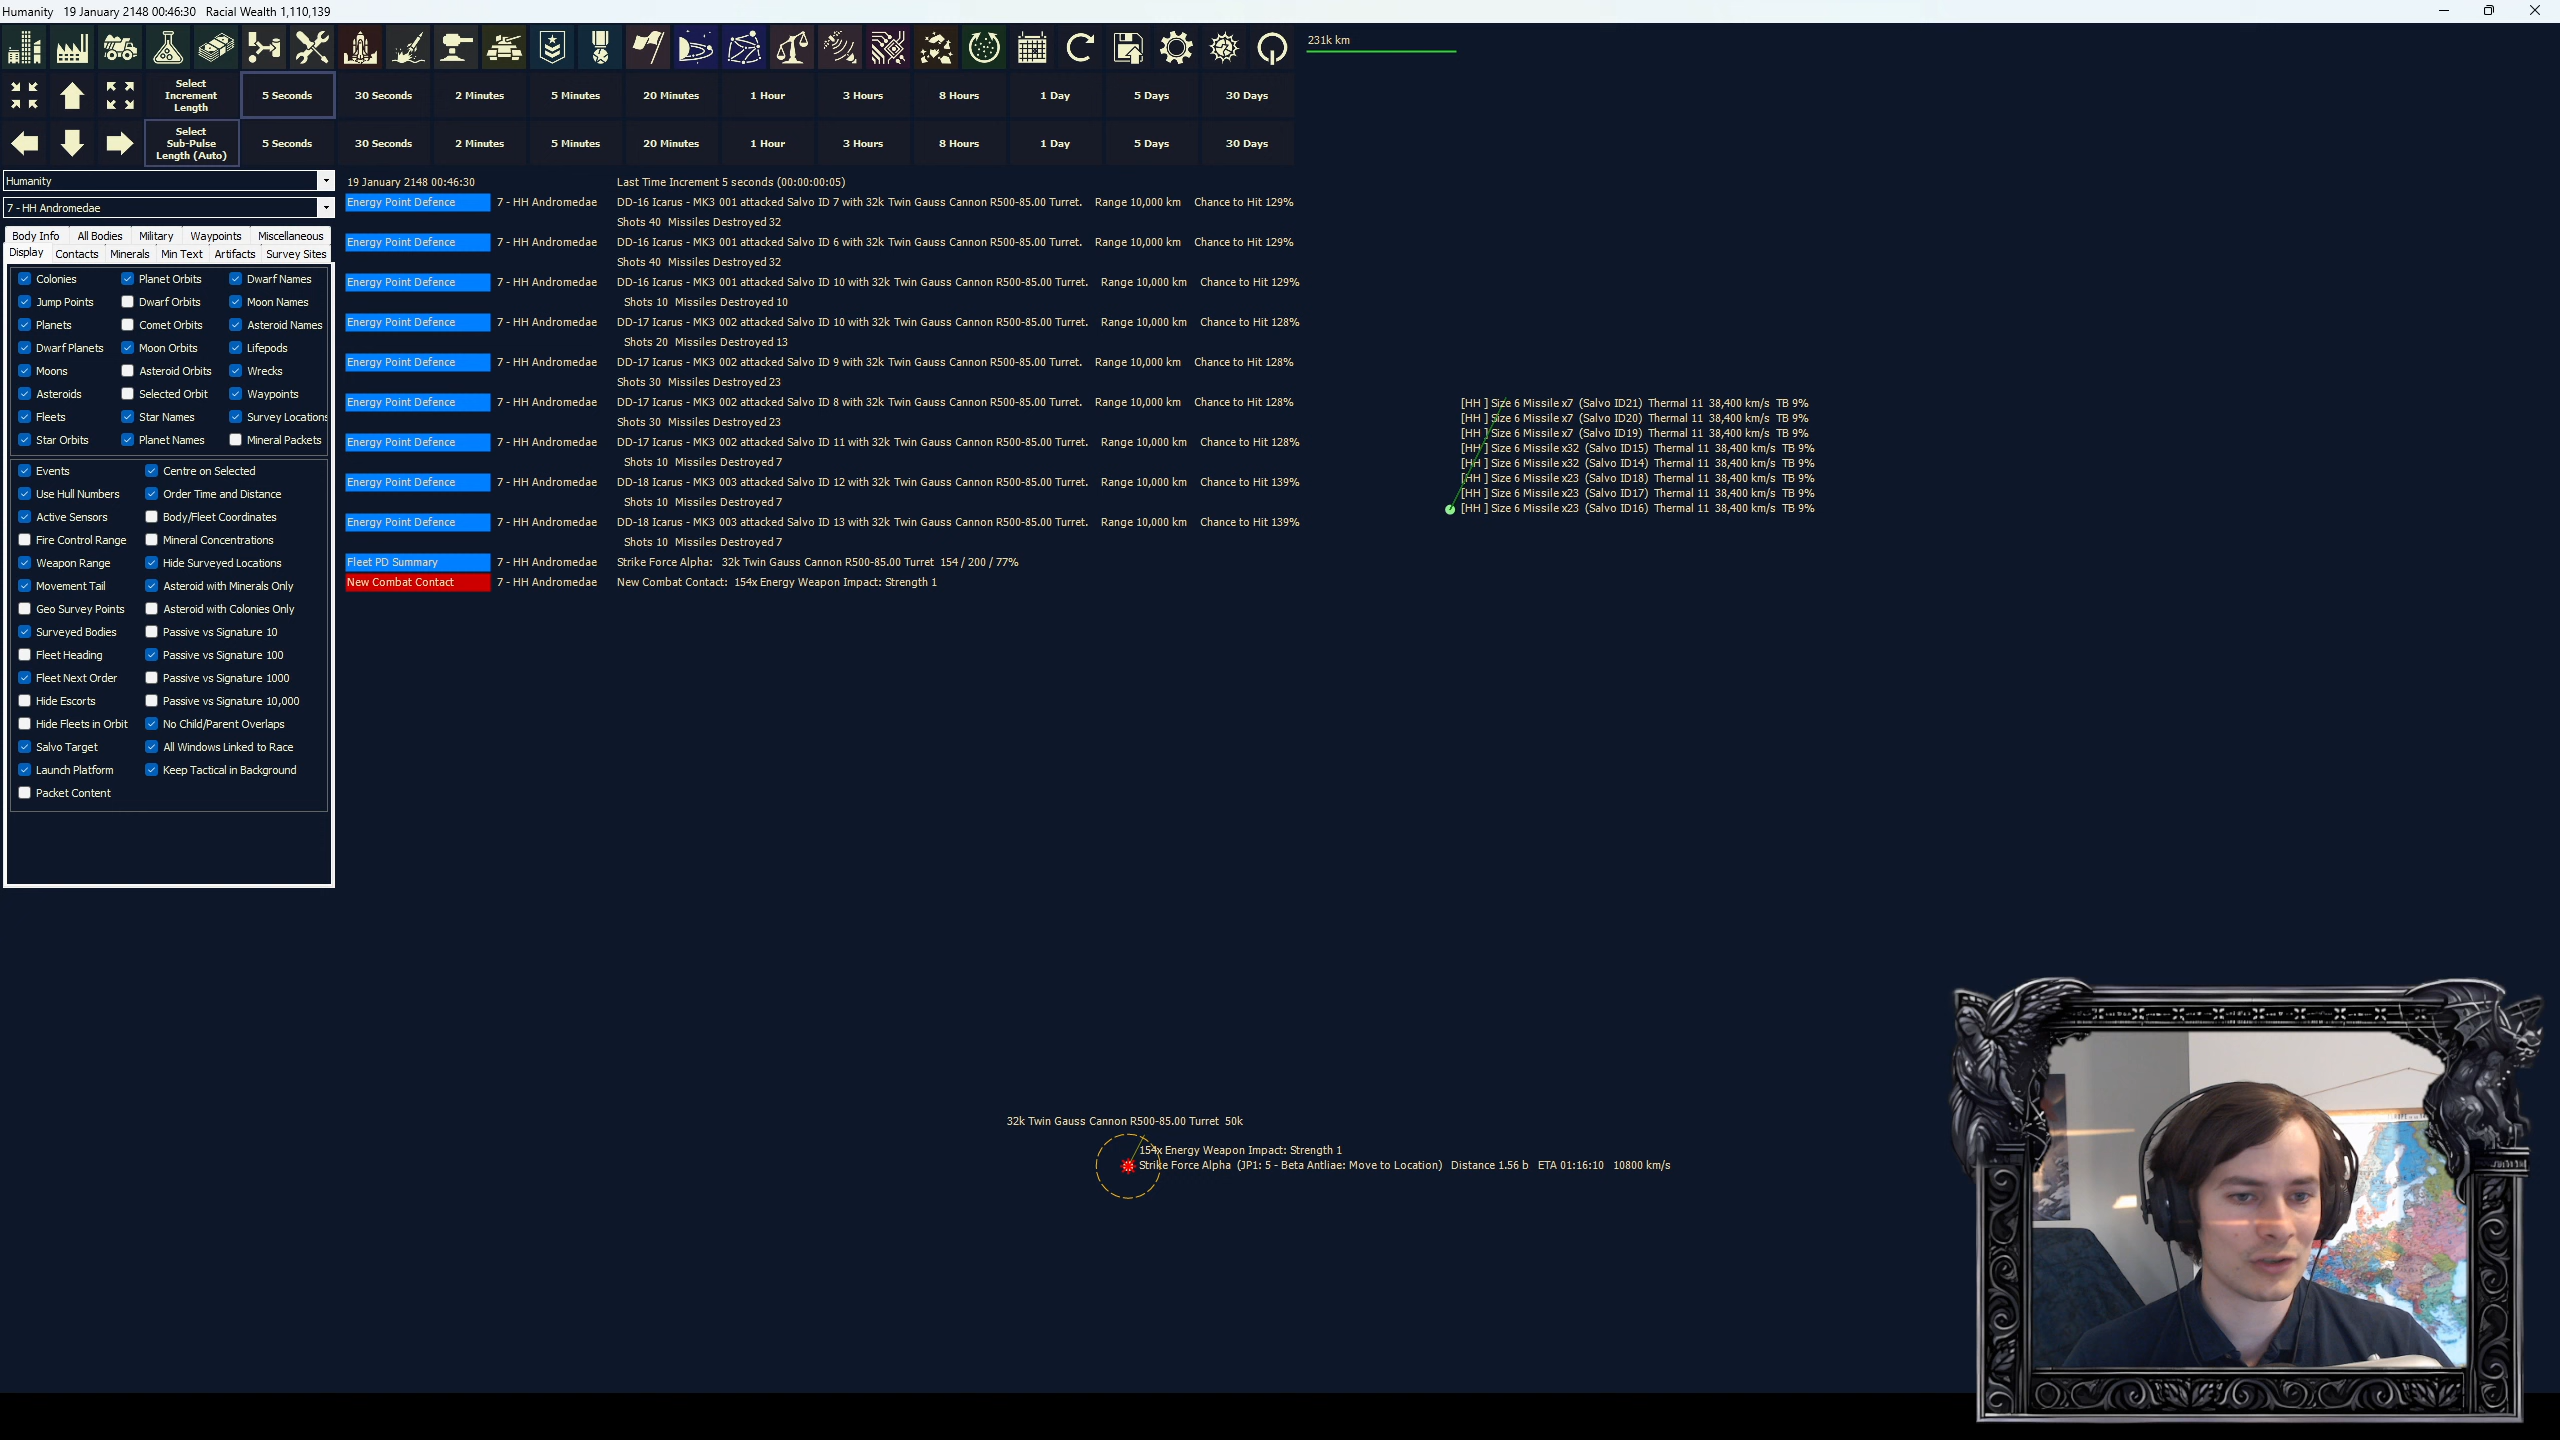 Humanity   19 January 2148 00:46:30   Racial Wealth 1,110,139
231k km
Select Increment Length
5 Seconds
30 Seconds
2 Minutes
5 Minutes
20 Minutes
1 Hour
3 Hours
8 Hours
1 Day
5 Days
30 Days
Select Sub-Pulse Length (Auto)
5 Seconds
30 Seconds
2 Minutes
5 Minutes
20 Minutes
1 Hour
3 Hours
8 Hours
1 Day
5 Days
30 Days
Humanity
7 - HH Andromedae
Body Info   All Bodies   Military   Waypoints   Miscellaneous
Display   Contacts   Minerals   Min Text   Artifacts   Survey Sites
Colonies   Planet Orbits   Dwarf Names
Jump Points   Dwarf Orbits   Moon Names
Planets   Comet Orbits   Asteroid Names
Dwarf Planets   Moon Orbits   Lifepods
Moons   Asteroid Orbits   Wrecks
Asteroids   Selected Orbit   Waypoints
Fleets   Star Names   Survey Locations
Star Orbits   Planet Names   Mineral Packets
Events   Centre on Selected
Use Hull Numbers   Order Time and Distance
Active Sensors   Body/Fleet Coordinates
Fire Control Range   Mineral Concentrations
Weapon Range   Hide Surveyed Locations
Movement Tail   Asteroid with Minerals Only
Geo Survey Points   Asteroid with Colonies Only
Surveyed Bodies   Passive vs Signature 10
Fleet Heading   Passive vs Signature 100
Fleet Next Order   Passive vs Signature 1000
Hide Escorts   Passive vs Signature 10,000
Hide Fleets in Orbit   No Child/Parent Overlaps
Salvo Target   All Windows Linked to Race
Launch Platform   Keep Tactical in Background
Packet Content
19 January 2148 00:46:30   Last Time Increment 5 seconds (00:00:00:05)
Energy Point Defence   7 - HH Andromedae   DD-16 Icarus - MK3 001 attacked Salvo ID 7 with 32k Twin Gauss Cannon R500-85.00 Turret.   Range 10,000 km   Chance to Hit 129%
Shots 40   Missiles Destroyed 32
Energy Point Defence   7 - HH Andromedae   DD-16 Icarus - MK3 001 attacked Salvo ID 6 with 32k Twin Gauss Cannon R500-85.00 Turret.   Range 10,000 km   Chance to Hit 129%
Shots 40   Missiles Destroyed 32
Energy Point Defence   7 - HH Andromedae   DD-16 Icarus - MK3 001 attacked Salvo ID 10 with 32k Twin Gauss Cannon R500-85.00 Turret.   Range 10,000 km   Chance to Hit 129%
Shots 10   Missiles Destroyed 10
Energy Point Defence   7 - HH Andromedae   DD-17 Icarus - MK3 002 attacked Salvo ID 10 with 32k Twin Gauss Cannon R500-85.00 Turret.   Range 10,000 km   Chance to Hit 128%
Shots 20   Missiles Destroyed 13
Energy Point Defence   7 - HH Andromedae   DD-17 Icarus - MK3 002 attacked Salvo ID 9 with 32k Twin Gauss Cannon R500-85.00 Turret.   Range 10,000 km   Chance to Hit 128%
Shots 30   Missiles Destroyed 23
Energy Point Defence   7 - HH Andromedae   DD-17 Icarus - MK3 002 attacked Salvo ID 8 with 32k Twin Gauss Cannon R500-85.00 Turret.   Range 10,000 km   Chance to Hit 128%
Shots 30   Missiles Destroyed 23
Energy Point Defence   7 - HH Andromedae   DD-17 Icarus - MK3 002 attacked Salvo ID 11 with 32k Twin Gauss Cannon R500-85.00 Turret.   Range 10,000 km   Chance to Hit 128%
Shots 10   Missiles Destroyed 7
Energy Point Defence   7 - HH Andromedae   DD-18 Icarus - MK3 003 attacked Salvo ID 12 with 32k Twin Gauss Cannon R500-85.00 Turret.   Range 10,000 km   Chance to Hit 139%
Shots 10   Missiles Destroyed 7
Energy Point Defence   7 - HH Andromedae   DD-18 Icarus - MK3 003 attacked Salvo ID 13 with 32k Twin Gauss Cannon R500-85.00 Turret.   Range 10,000 km   Chance to Hit 139%
Shots 10   Missiles Destroyed 7
Fleet PD Summary   7 - HH Andromedae   Strike Force Alpha:   32k Twin Gauss Cannon R500-85.00 Turret   154 / 200 / 77%
New Combat Contact   7 - HH Andromedae   New Combat Contact:   154x Energy Weapon Impact: Strength 1
[HH ] Size 6 Missile x7  (Salvo ID21)  Thermal 11  38,400 km/s  TB 9%
[HH ] Size 6 Missile x7  (Salvo ID20)  Thermal 11  38,400 km/s  TB 9%
[HH ] Size 6 Missile x7  (Salvo ID19)  Thermal 11  38,400 km/s  TB 9%
[HH ] Size 6 Missile x32  (Salvo ID15)  Thermal 11  38,400 km/s  TB 9%
[HH ] Size 6 Missile x32  (Salvo ID14)  Thermal 11  38,400 km/s  TB 9%
[HH ] Size 6 Missile x23  (Salvo ID18)  Thermal 11  38,400 km/s  TB 9%
[HH ] Size 6 Missile x23  (Salvo ID17)  Thermal 11  38,400 km/s  TB 9%
[HH ] Size 6 Missile x23  (Salvo ID16)  Thermal 11  38,400 km/s  TB 9%
32k Twin Gauss Cannon R500-85.00 Turret  50k
154x Energy Weapon Impact: Strength 1
Strike Force Alpha  (JP1: 5 - Beta Antliae: Move to Location)   Distance 1.56 b   ETA 01:16:10   10800 km/s